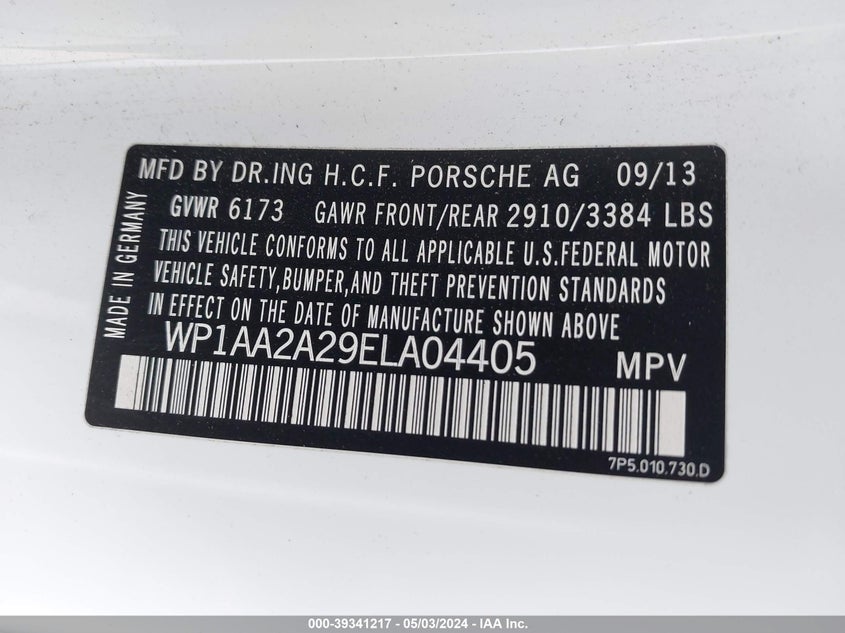 MFD BY DR.ING H.C.F. PORSCHE AG 09/13
GVWR 6173 GAWR FRONT/REAR 2910/3384 LBS
THIS VEHICLE CONFORMS TO ALL APPLICABLE U.S.FEDERAL MOTOR
VEHICLE SAFETY,BUMPER,AND THEFT PREVENTION STANDARDS
IN EFFECT ON THE DATE OF MANUFACTURE SHOWN ABOVE
WP1AA2A29ELA04405 MPV
MADE IN GERMANY
7P5.010.730.D
000-39341217 - 05/03/2024 - IAA Inc.